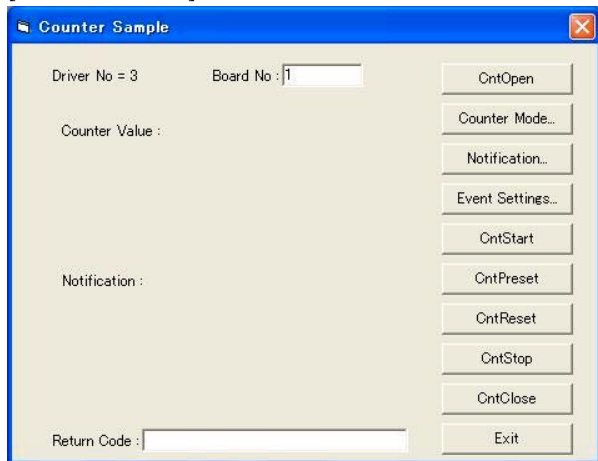 Counter Sample
Driver No = 3 Board No : 1 CntOpen
Counter Value : Counter Mode...
Notification...
Event Settings...
CntStart
Notification : CntPreset
CntReset
CntStop
CntClose
Return Code : Exit